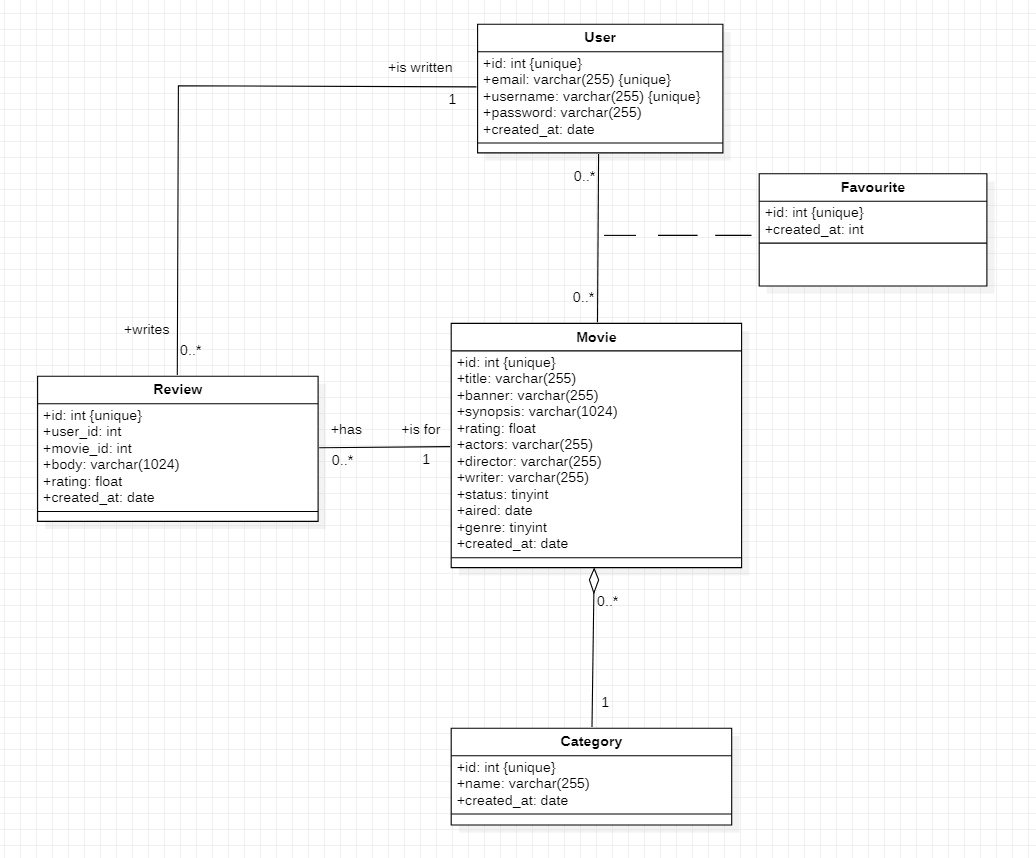 User
+id: int {unique}
+email: varchar(255) {unique}
+username: varchar(255) {unique}
+password: varchar(255)
+created_at: date
+is written
1
0..*
Favourite
+id: int {unique}
+created_at: int
0..*
+writes
0..*
Movie
+id: int {unique}
+title: varchar(255)
+banner: varchar(255)
+synopsis: varchar(1024)
+rating: float
+actors: varchar(255)
+director: varchar(255)
+writer: varchar(255)
+status: tinyint
+aired: date
+genre: tinyint
+created_at: date
Review
+id: int {unique}
+user_id: int
+movie_id: int
+body: varchar(1024)
+rating: float
+created_at: date
+has
+is for
0..*
1
0..*
1
Category
+id: int {unique}
+name: varchar(255)
+created_at: date